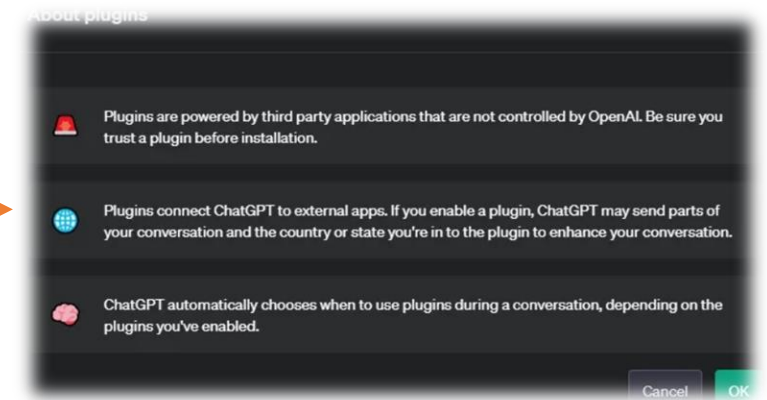 About plugins
Plugins are powered by third party applications that are not controlled by OpenAI. Be sure you
trust a plugin before installation.
Plugins connect ChatGPT to external apps. If you enable a plugin, ChatGPT may send parts of
your conversation and the country or state you're in to the plugin to enhance your conversation.
ChatGPT automatically chooses when to use plugins during a conversation, depending on the
plugins you've enabled.
Cancel OK